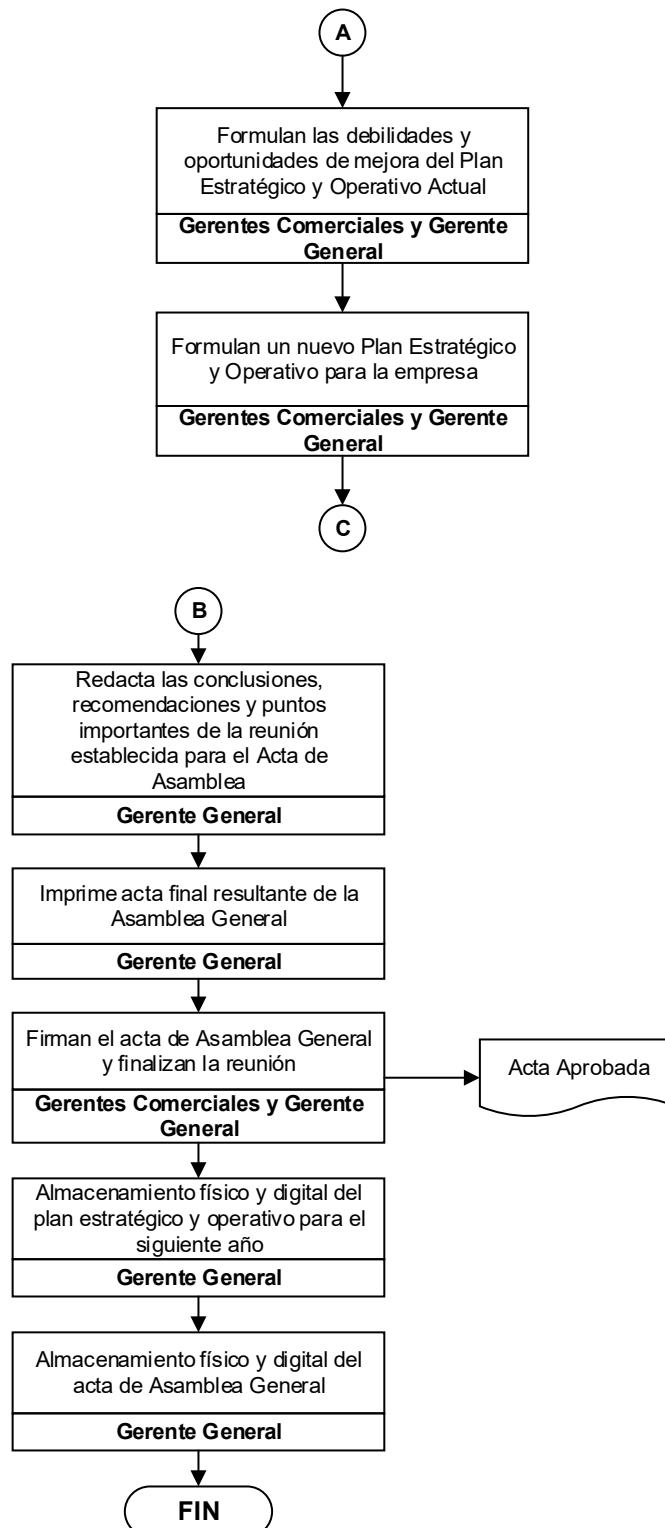 A
Formulan las debilidades y
oportunidades de mejora del Plan
Estratégico y Operativo Actual
Gerentes Comerciales y Gerente
General
Formulan un nuevo Plan Estratégico
y Operativo para la empresa
Gerentes Comerciales y Gerente
General
C
B
Redacta las conclusiones,
recomendaciones y puntos
importantes de la reunión
establecida para el Acta de
Asamblea
Gerente General
Imprime acta final resultante de la
Asamblea General
Gerente General
Firman el acta de Asamblea General
y finalizan la reunión
Gerentes Comerciales y Gerente
General
Acta Aprobada
Almacenamiento físico y digital del
plan estratégico y operativo para el
siguiente año
Gerente General
Almacenamiento físico y digital del
acta de Asamblea General
Gerente General
FIN